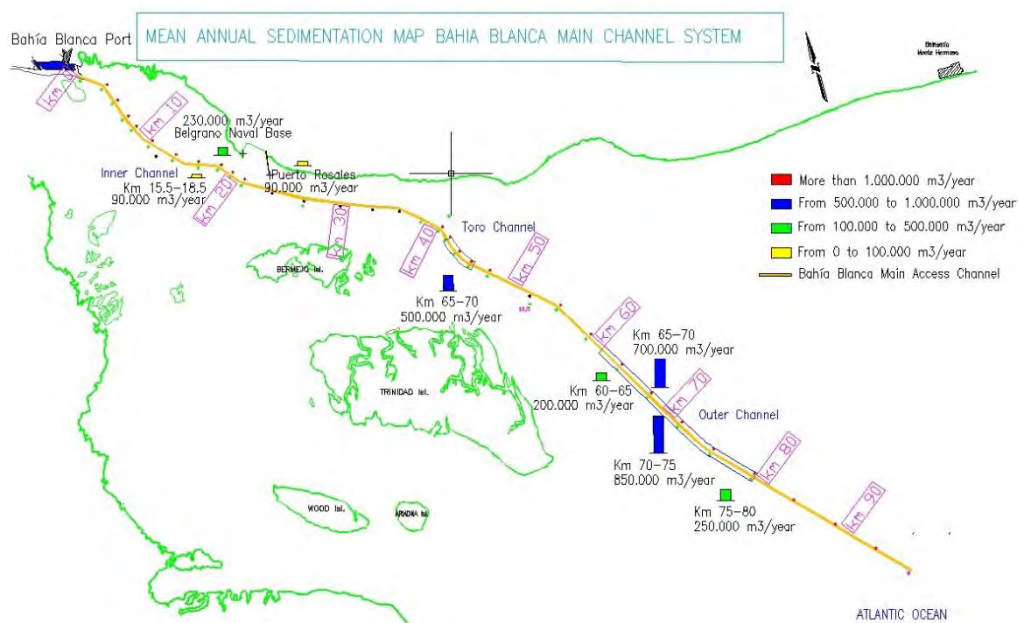 MEAN ANNUAL SEDIMENTATION MAP BAHIA BLANCA MAIN CHANNEL SYSTEM
Bahía Blanca Port
Balneario
Monte Hermoso
N
km 0
km 10
230.000 m3/year
Belgrano Naval Base
Inner Channel
Km 15.5-18.5
90.000 m3/year
Puerto Rosales
90.000 m3/year
km 20
km 30
km 40
Toro Channel
km 50
More than 1.000.000 m3/year
From 500.000 to 1.000.000 m3/year
From 100.000 to 500.000 m3/year
From 0 to 100.000 m3/year
Bahía Blanca Main Access Channel
BERMEJO Isl.
Km 65-70
500.000 m3/year
km 60
Km 65-70
700.000 m3/year
Km 60-65
200.000 m3/year
km 70
TRINIDAD Isl.
Outer Channel
Km 70-75
850.000 m3/year
km 80
Km 75-80
250.000 m3/year
km 90
WOOD Isl.
ARIADNA Isl.
ATLANTIC OCEAN